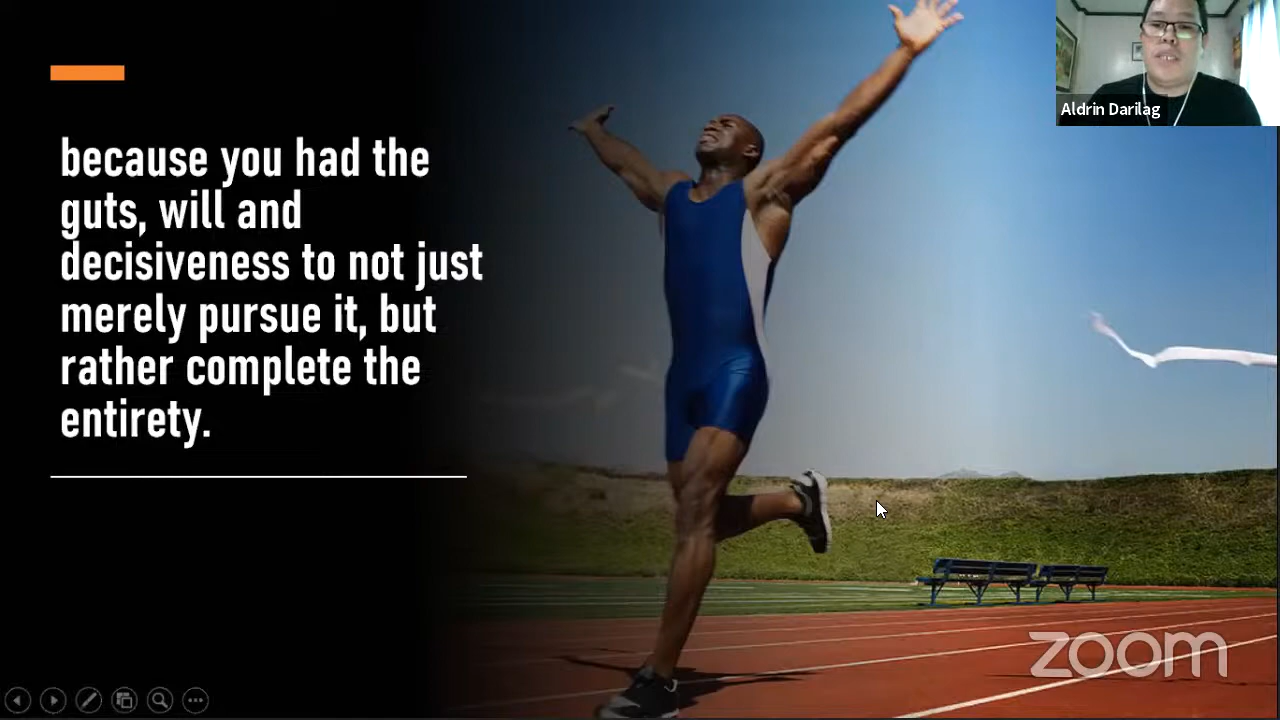 because you had the
guts, will and
decisiveness to not just
merely pursue it, but
rather complete the
entirety.
Aldrin Darilag
zoom